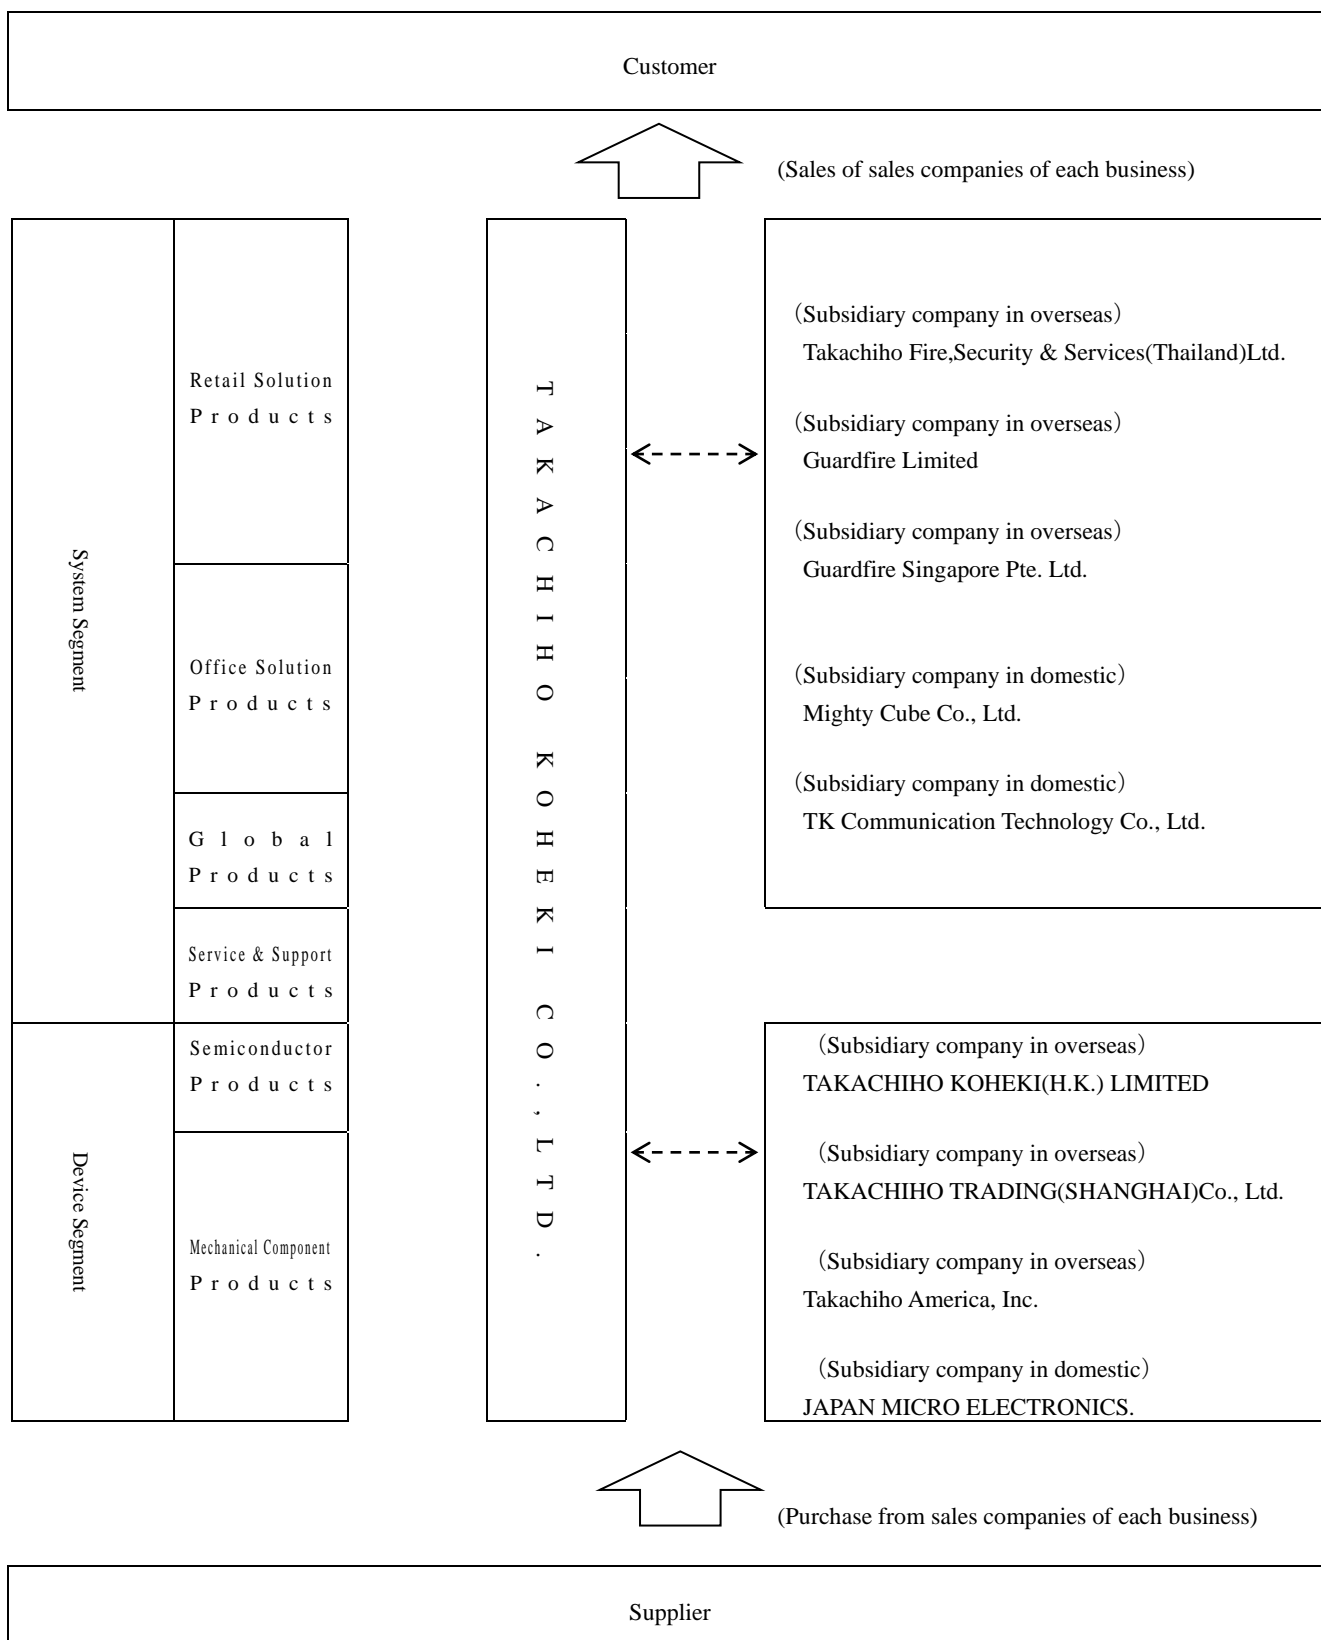 Customer
(Sales of sales companies of each business)
System Segment
Retail Solution
Products
Office Solution
Products
Global
Products
Service & Support
Products
Device Segment
Semiconductor
Products
Mechanical Component
Products
TAKACHIHO KOHEKI CO.,LTD.
（Subsidiary company in overseas）
Takachiho Fire,Security & Services(Thailand)Ltd.
（Subsidiary company in overseas）
Guardfire Limited
（Subsidiary company in overseas）
Guardfire Singapore Pte. Ltd.
（Subsidiary company in domestic）
Mighty Cube Co., Ltd.
（Subsidiary company in domestic）
TK Communication Technology Co., Ltd.
（Subsidiary company in overseas）
TAKACHIHO KOHEKI(H.K.) LIMITED
（Subsidiary company in overseas）
TAKACHIHO TRADING(SHANGHAI)Co., Ltd.
（Subsidiary company in overseas）
Takachiho America, Inc.
（Subsidiary company in domestic）
JAPAN MICRO ELECTRONICS.
(Purchase from sales companies of each business)
Supplier